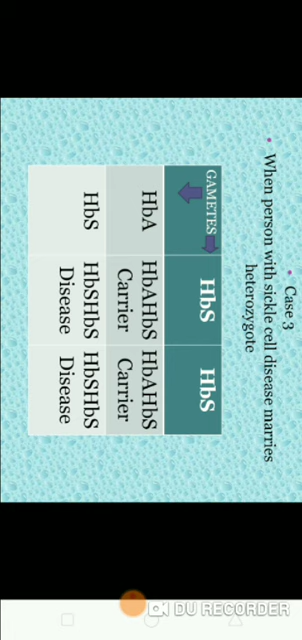 Case 3
When person with sickle cell disease marries
heterozygote
GAMETES HbS HbS
HbA HbAHbS HbAHbS
Carrier Carrier
HbS HbSHbS HbSHbS
Disease Disease
DU RECORDER